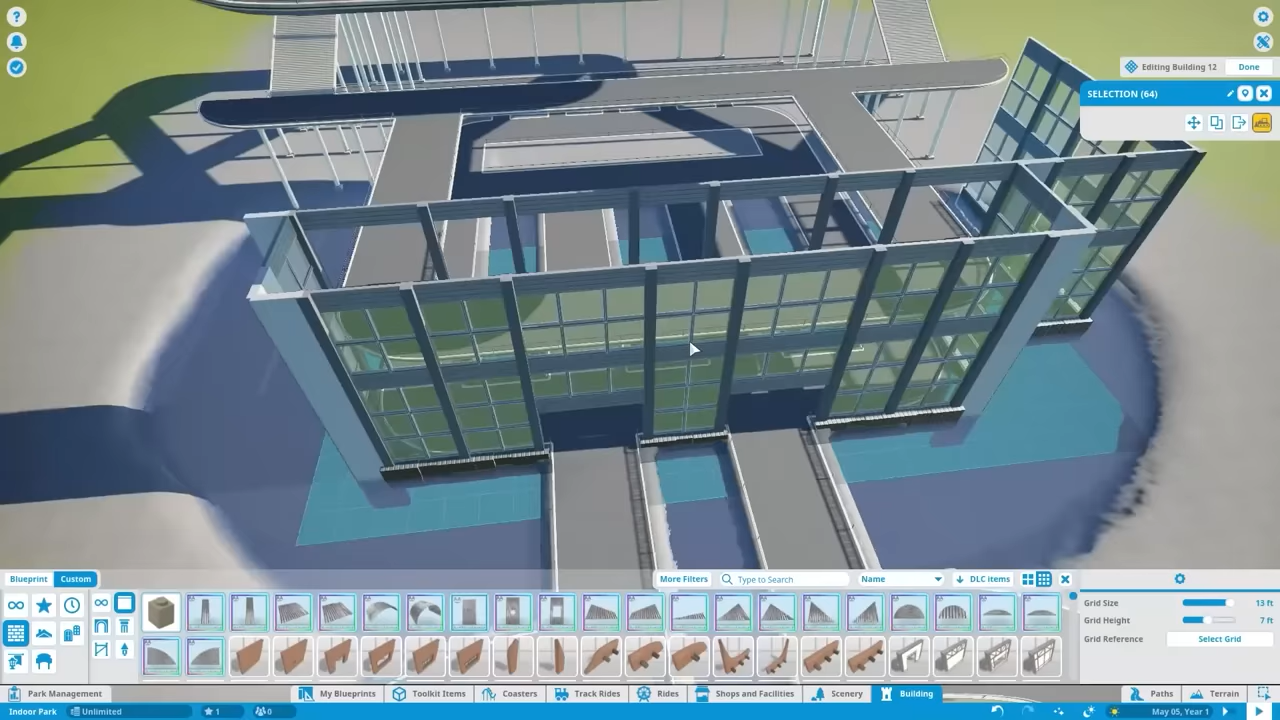 Editing Building 12
Done
SELECTION (64)
Blueprint
Custom
More Filters
Type to Search
Name
DLC items
Grid Size
13 ft
Grid Height
7 ft
Grid Reference
Select Grid
Park Management
My Blueprints
Toolkit Items
Coasters
Track Rides
Rides
Shops and Facilities
Scenery
Building
Paths
Terrain
Indoor Park
Unlimited
1
0
May 05, Year 1